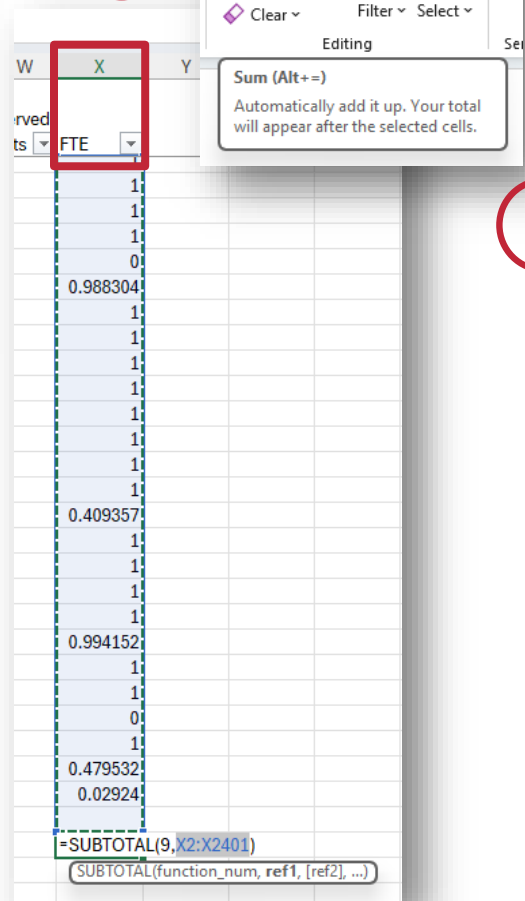 Clear
Filter Select
Editing
Sum (Alt+=)
Automatically add it up. Your total
will appear after the selected cells.
W X Y
rved
ts FTE
1
1
1
0
0.988304
1
1
1
1
1
1
1
1
0.409357
1
1
1
1
0.994152
1
1
0
1
0.479532
0.02924
=SUBTOTAL(9,X2:X2401)
SUBTOTAL(function_num, ref1, [ref2], ...)